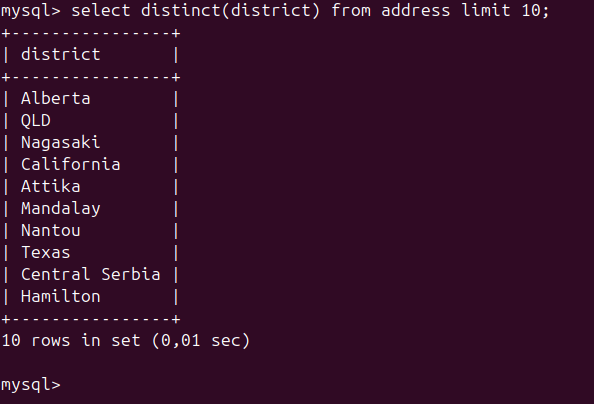 mysql> select distinct(district) from address limit 10;
+----------------+
| district       |
+----------------+
| Alberta        |
| QLD            |
| Nagasaki       |
| California     |
| Attika         |
| Mandalay       |
| Nantou         |
| Texas          |
| Central Serbia |
| Hamilton       |
+----------------+
10 rows in set (0,01 sec)

mysql>